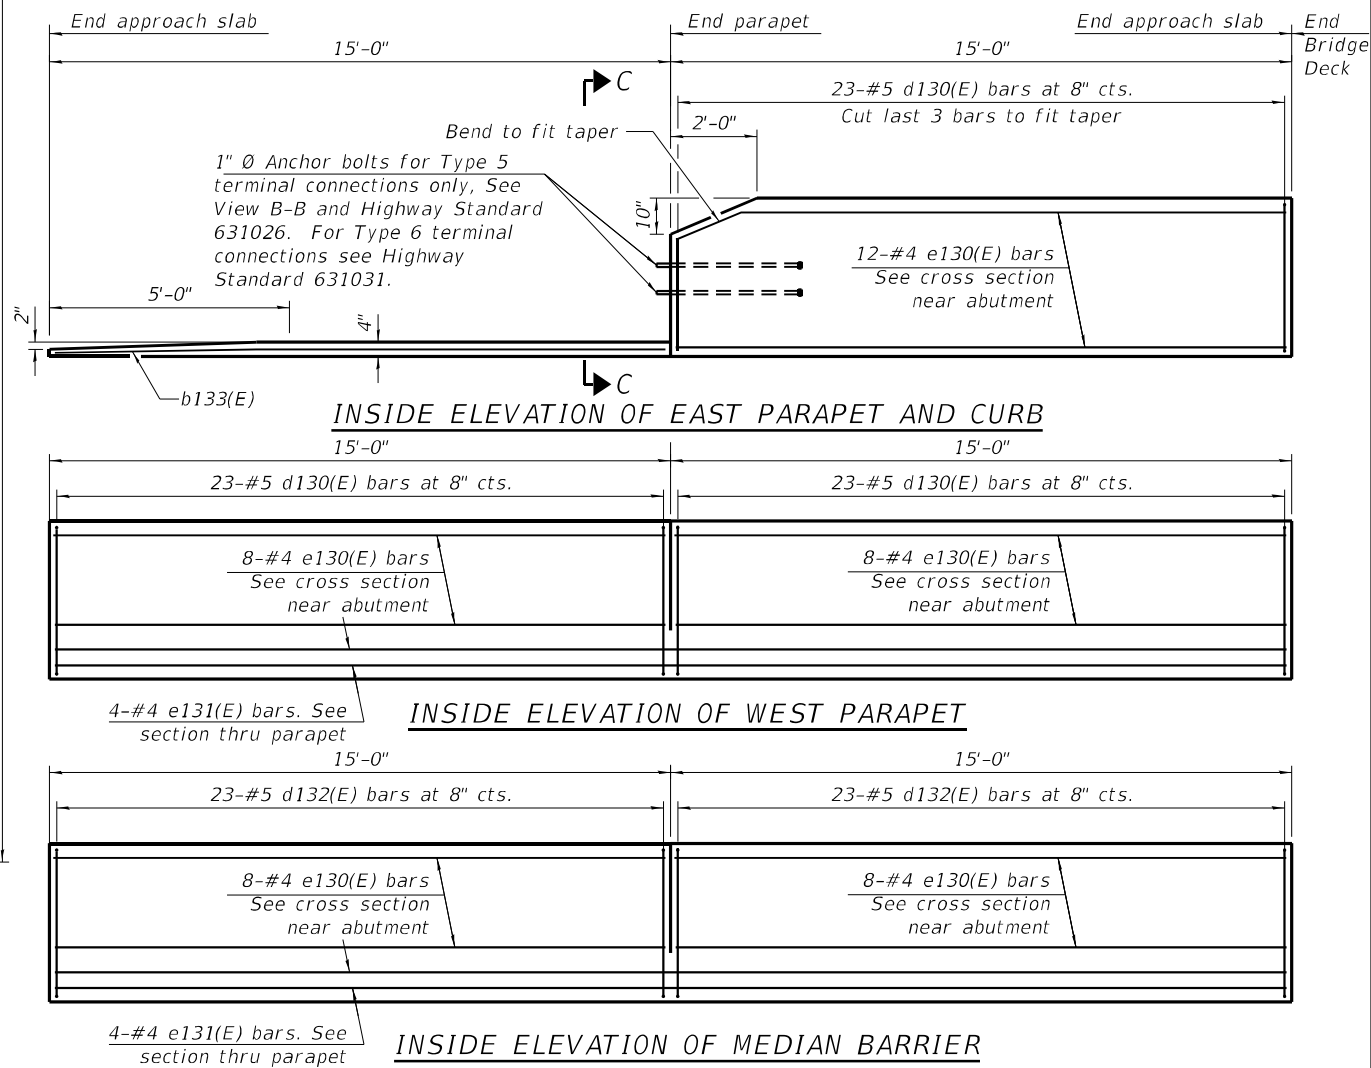 End approach slab
End parapet
End approach slab
End
Bridge
Deck
15'-0"
15'-0"
C
23-#5 d130(E) bars at 8" cts.
Cut last 3 bars to fit taper
2'-0"
Bend to fit taper
1" Ø Anchor bolts for Type 5
terminal connections only, See
View B-B and Highway Standard
631026. For Type 6 terminal
connections see Highway
Standard 631031.
10"
12-#4 e130(E) bars
See cross section
near abutment
5'-0"
2"
4"
C
b133(E)
INSIDE ELEVATION OF EAST PARAPET AND CURB
15'-0"
15'-0"
23-#5 d130(E) bars at 8" cts.
23-#5 d130(E) bars at 8" cts.
8-#4 e130(E) bars
See cross section
near abutment
8-#4 e130(E) bars
See cross section
near abutment
4-#4 e131(E) bars. See
section thru parapet
INSIDE ELEVATION OF WEST PARAPET
15'-0"
15'-0"
23-#5 d132(E) bars at 8" cts.
23-#5 d132(E) bars at 8" cts.
8-#4 e130(E) bars
See cross section
near abutment
8-#4 e130(E) bars
See cross section
near abutment
4-#4 e131(E) bars. See
section thru parapet
INSIDE ELEVATION OF MEDIAN BARRIER